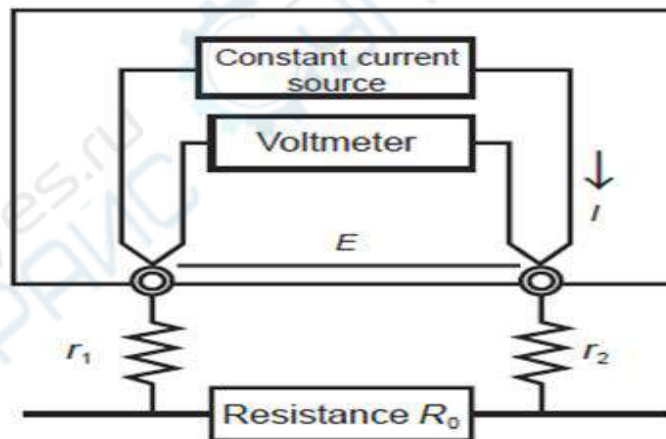 Constant current
source
Voltmeter
I
E
r₁
r₂
Resistance R₀